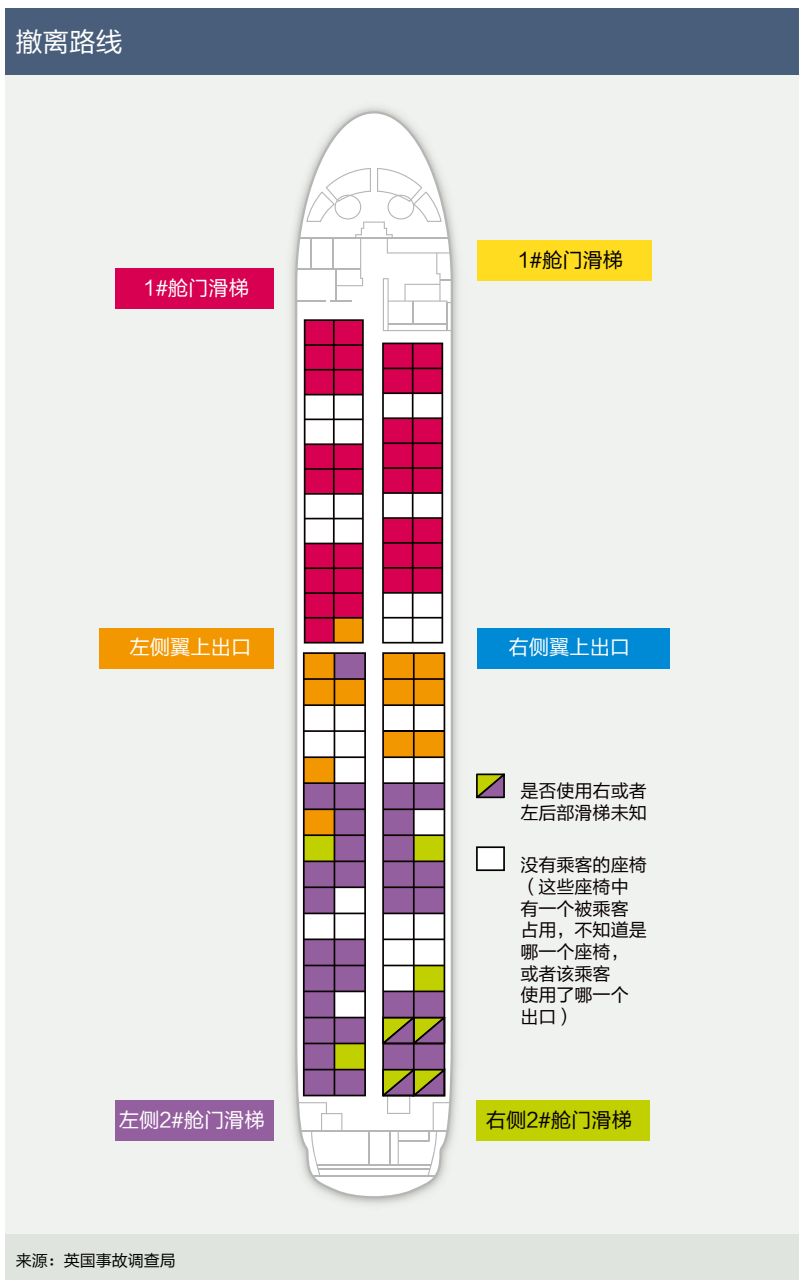 撤离路线
1#舱门滑梯
1#舱门滑梯
左侧翼上出口
右侧翼上出口
是否使用右或者
左后部滑梯未知
没有乘客的座椅
（这些座椅中
有一个被乘客
占用，不知道是
哪一个座椅，
或者该乘客
使用了哪一个
出口）
左侧2#舱门滑梯
右侧2#舱门滑梯
来源：英国事故调查局